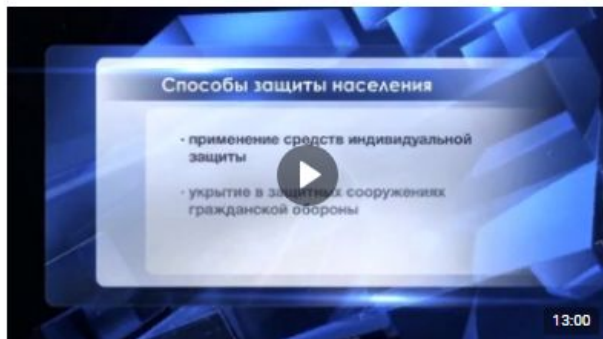 Способы защиты населения
- применение средств индивидуальной
защиты
- укрытие в защитных сооружениях
гражданской обороны
13:00